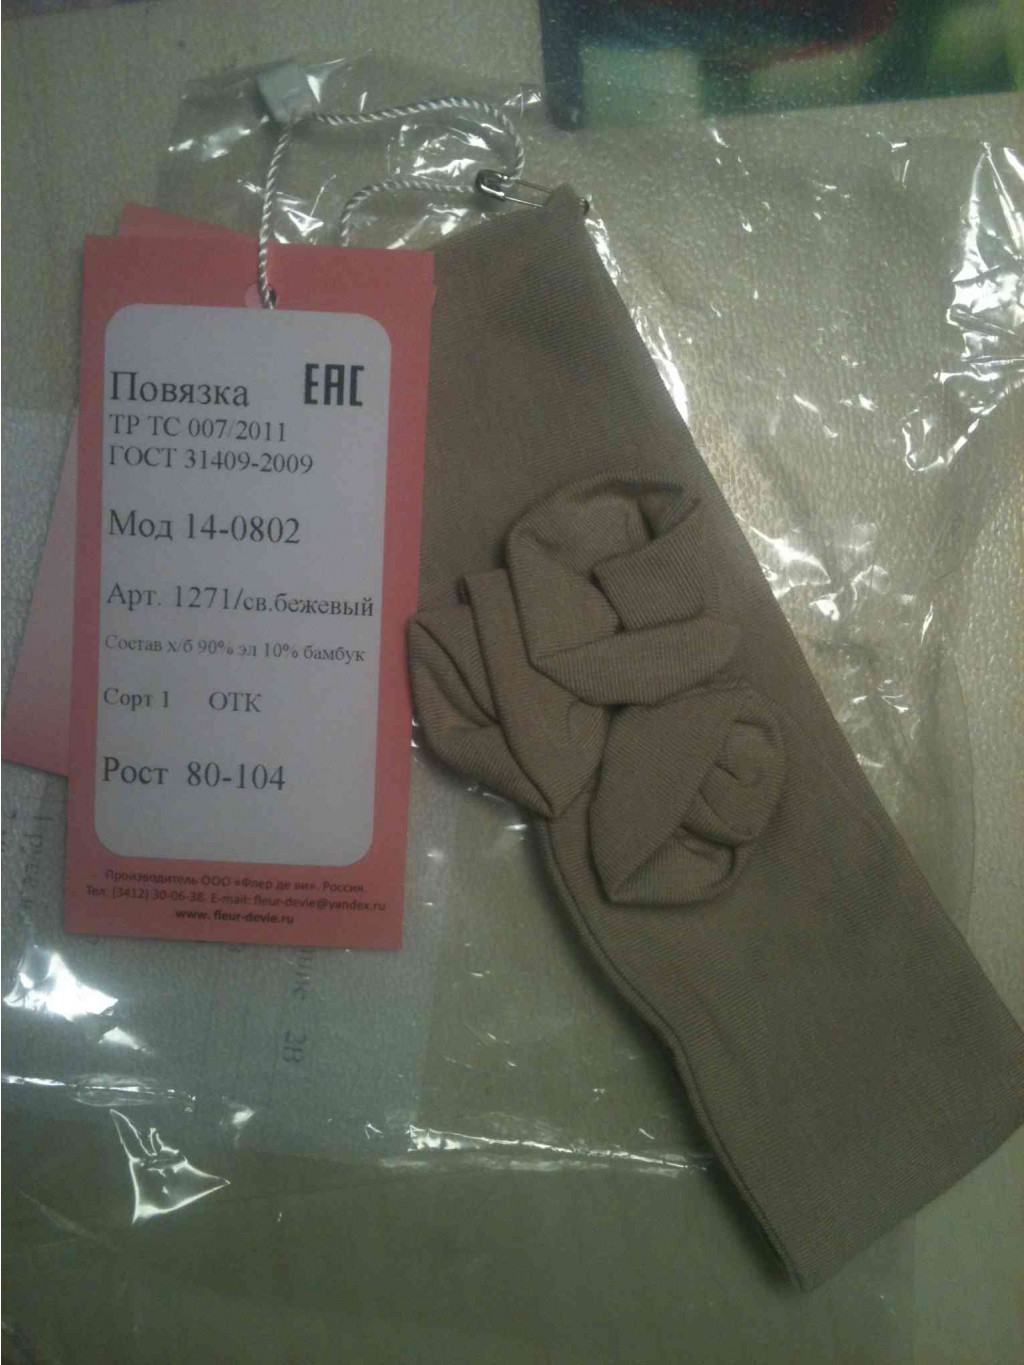 Повязка
EAC
ТР ТС 007/2011
ГОСТ 31409-2009
Мод 14-0802
Арт. 1271/св.бежевый
Состав х/б 90% эл 10% бамбук
Сорт 1 ОТК
Рост 80-104
Производитель ООО «Флер де ви». Россия.
Тел: (3412) 30-06-38. E-mail: fleur-devie@yandex.ru
www. fleur-devie.ru
2В